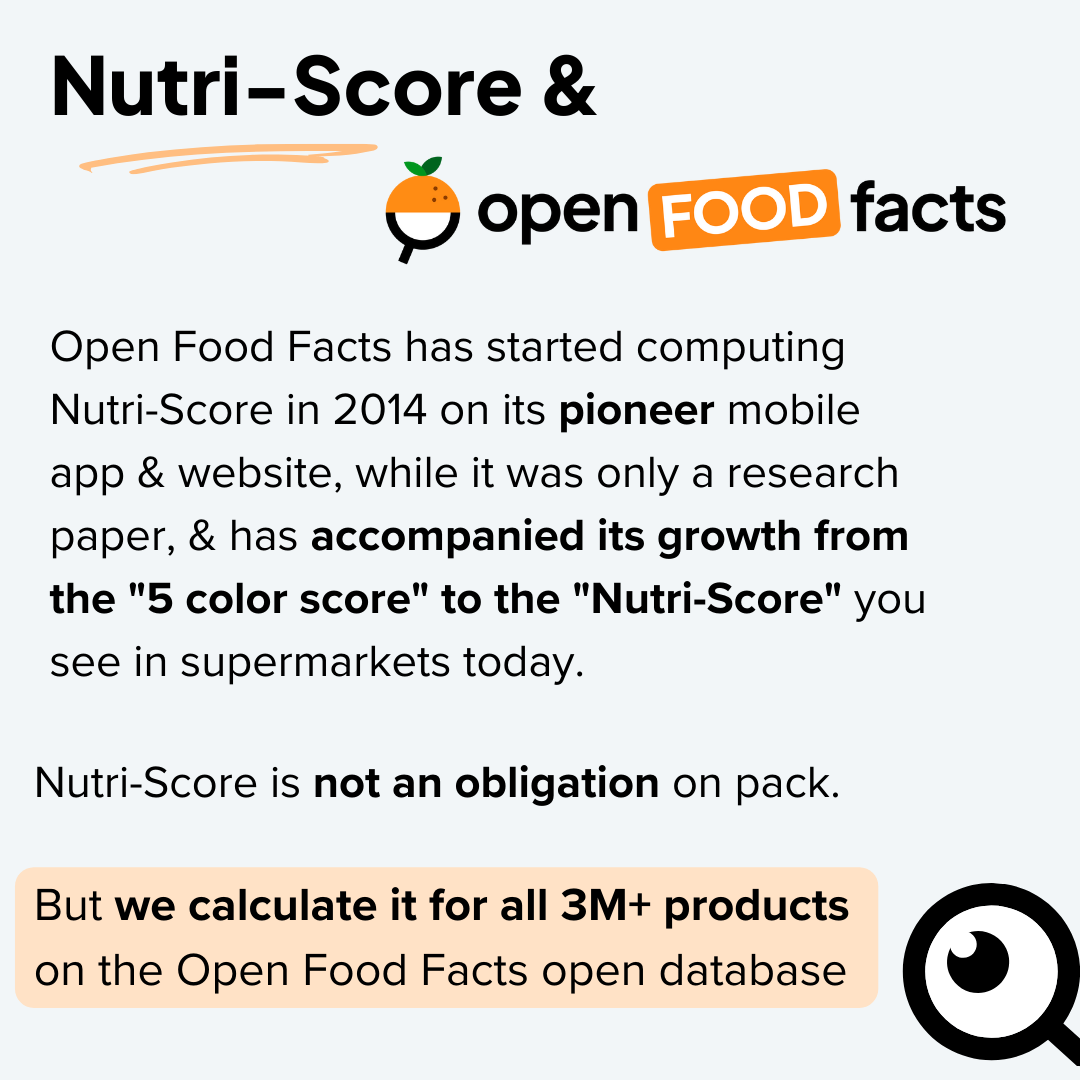 Nutri-Score &
open FOOD facts
Open Food Facts has started computing
Nutri-Score in 2014 on its pioneer mobile
app & website, while it was only a research
paper, & has accompanied its growth from
the "5 color score" to the "Nutri-Score" you
see in supermarkets today.
Nutri-Score is not an obligation on pack.
But we calculate it for all 3M+ products
on the Open Food Facts open database